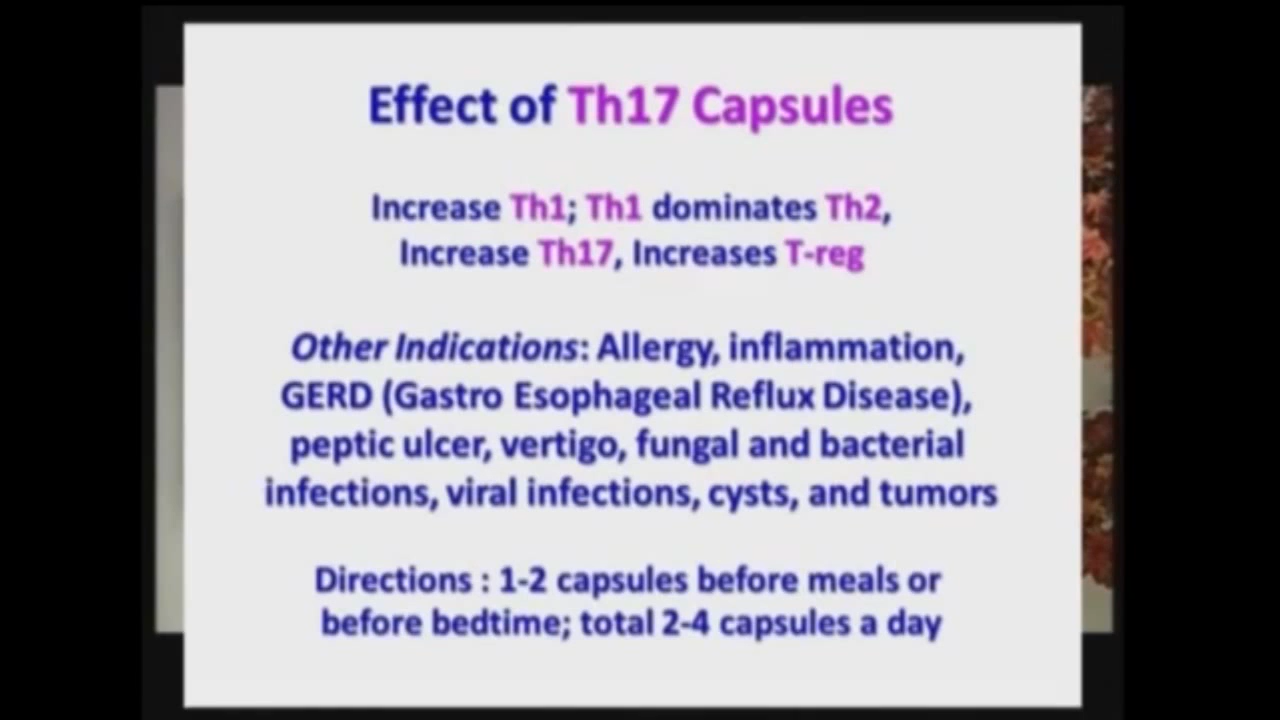 Effect of Th17 Capsules
Increase Th1; Th1 dominates Th2,
Increase Th17, Increases T-reg
Other Indications: Allergy, inflammation,
GERD (Gastro Esophageal Reflux Disease),
peptic ulcer, vertigo, fungal and bacterial
infections, viral infections, cysts, and tumors
Directions : 1-2 capsules before meals or
before bedtime; total 2-4 capsules a day